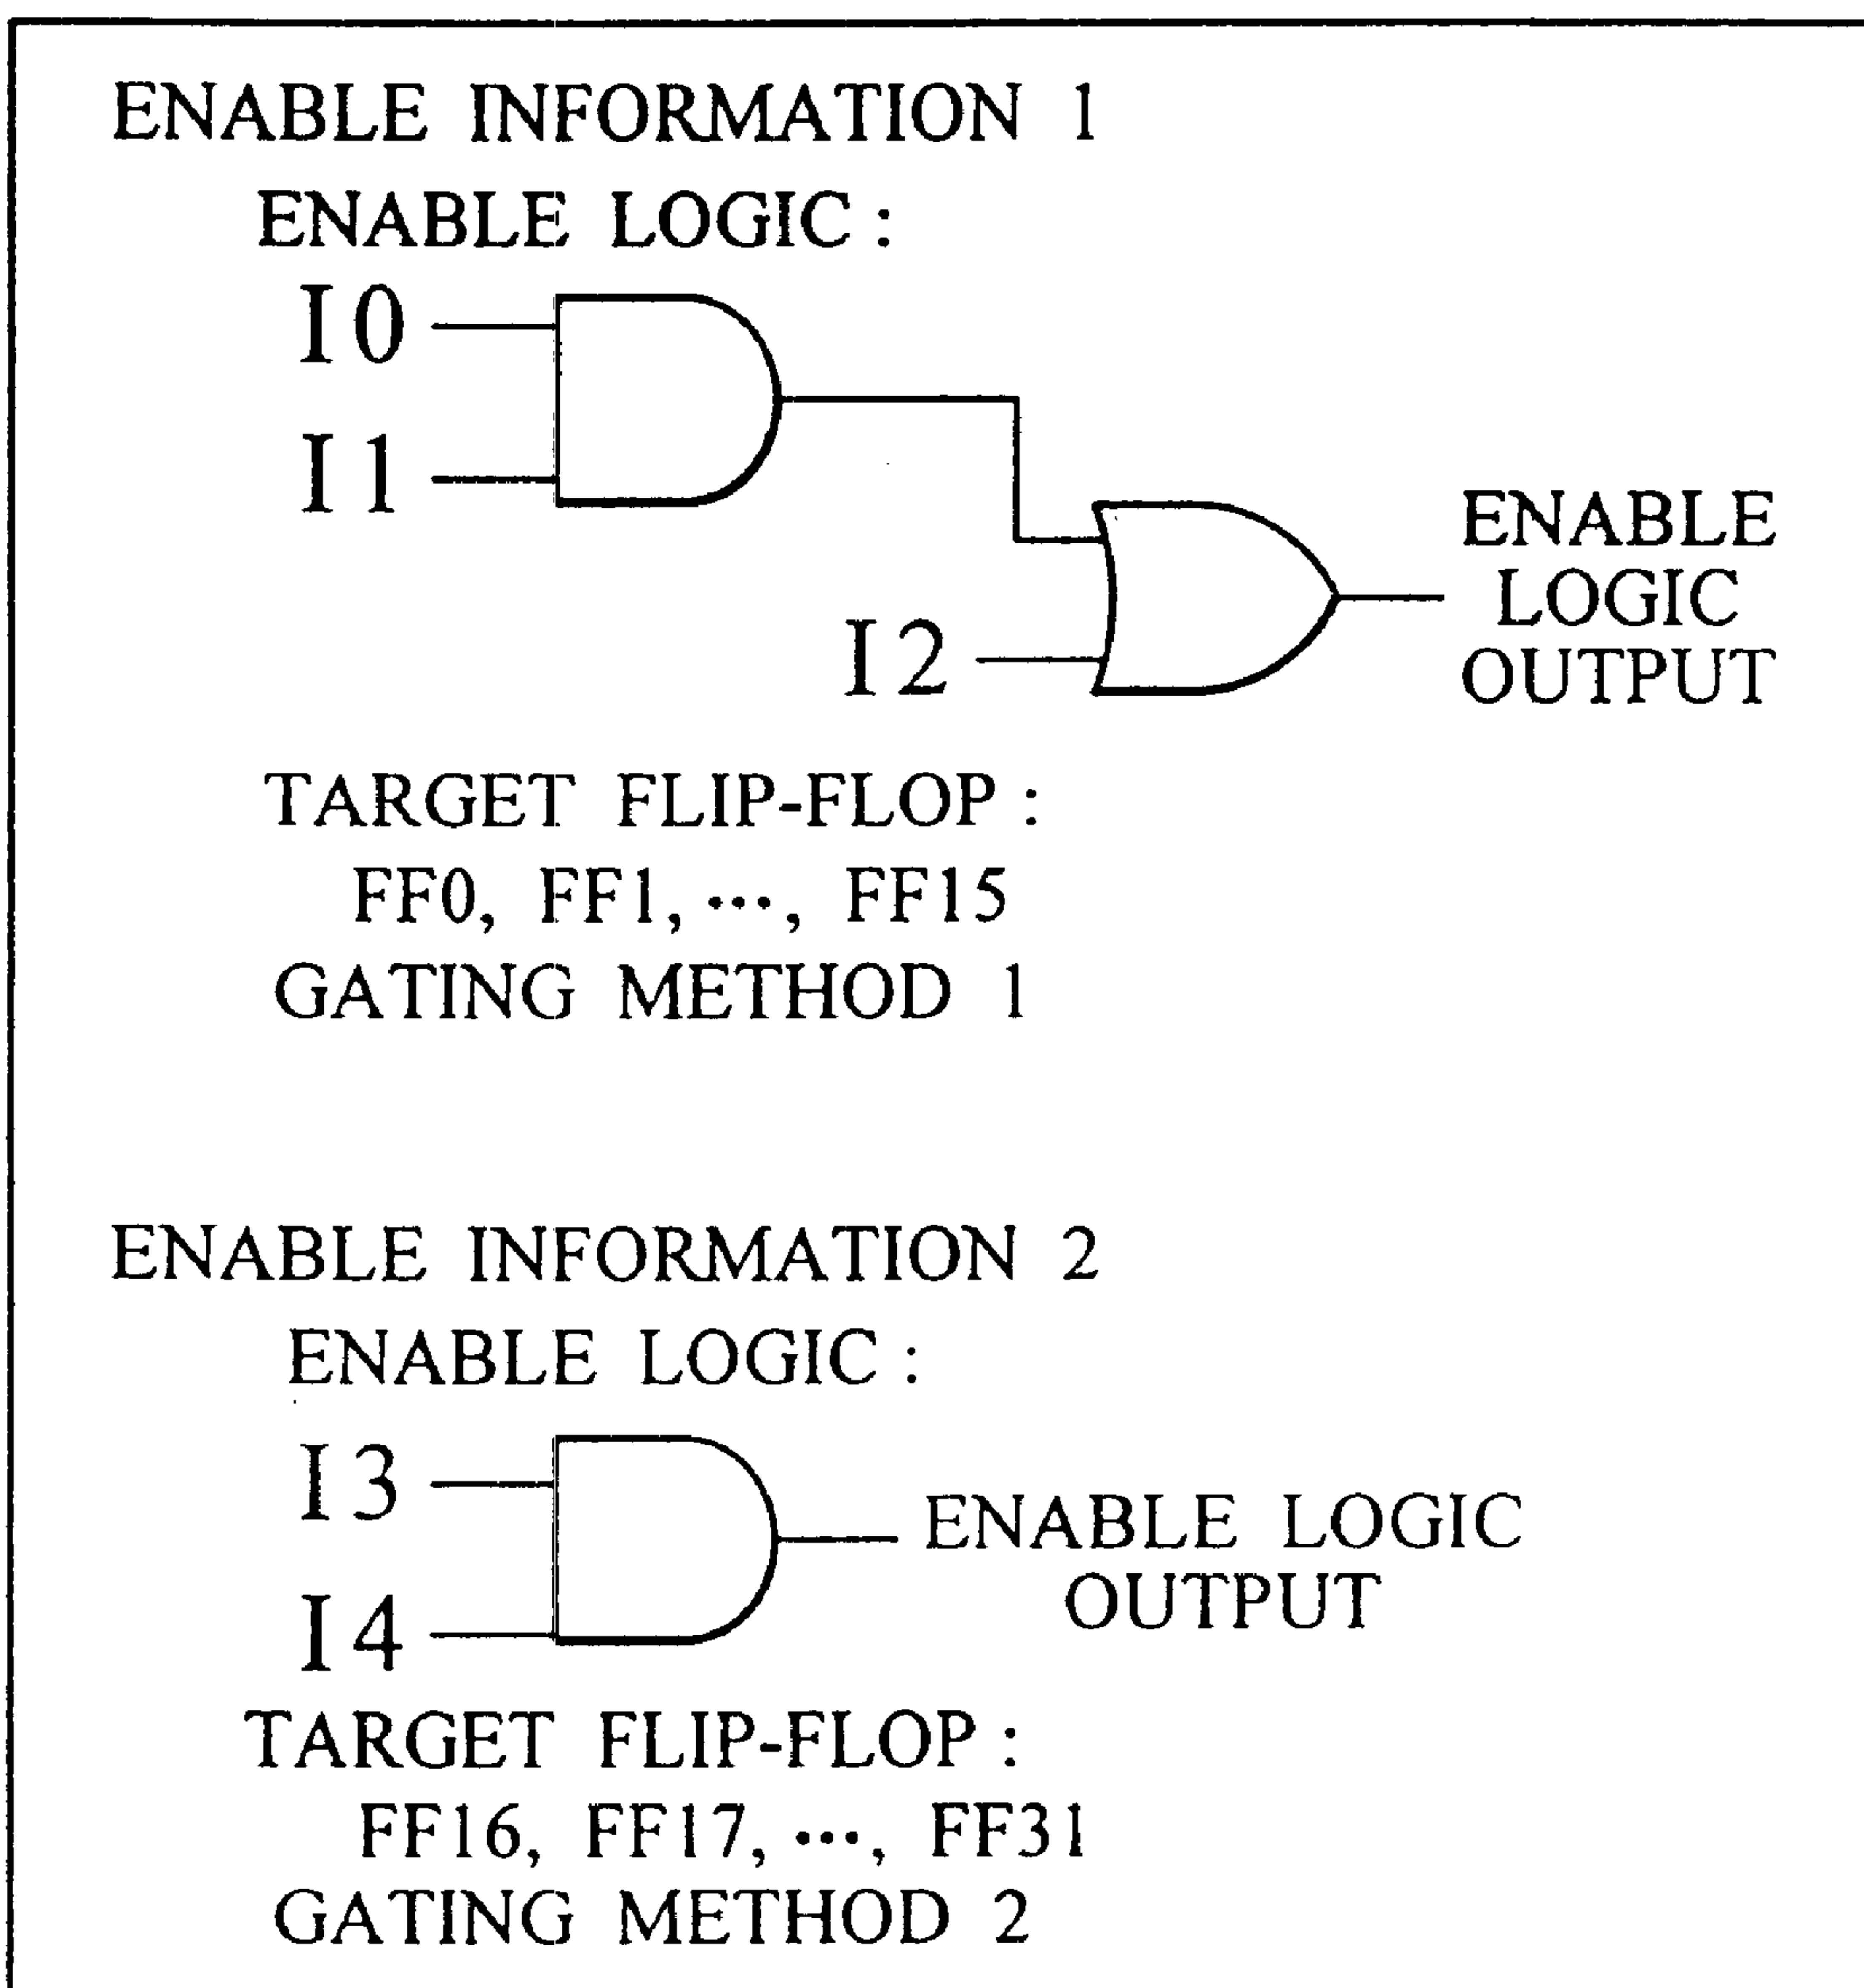 ENABLE INFORMATION 1
ENABLE LOGIC :
I0
I1
I2
ENABLE
LOGIC
OUTPUT
TARGET FLIP-FLOP :
FF0, FF1, ···, FF15
GATING METHOD 1
ENABLE INFORMATION 2
ENABLE LOGIC :
I3
I4
ENABLE LOGIC
OUTPUT
TARGET FLIP-FLOP :
FF16, FF17, ···, FF31
GATING METHOD 2